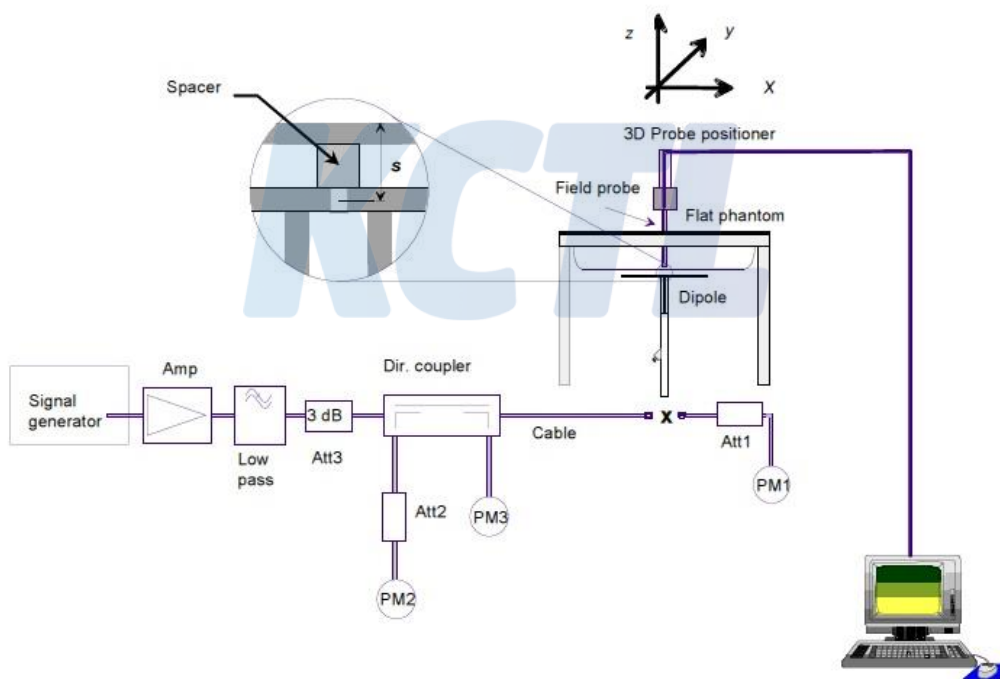 z
y
X
Spacer
s
3D Probe positioner
Field probe
Flat phantom
KCTL
Dipole
Signal
generator
Amp
Low
pass
3 dB
Att3
Dir. coupler
Cable
X
Att1
PM1
Att2
PM3
PM2